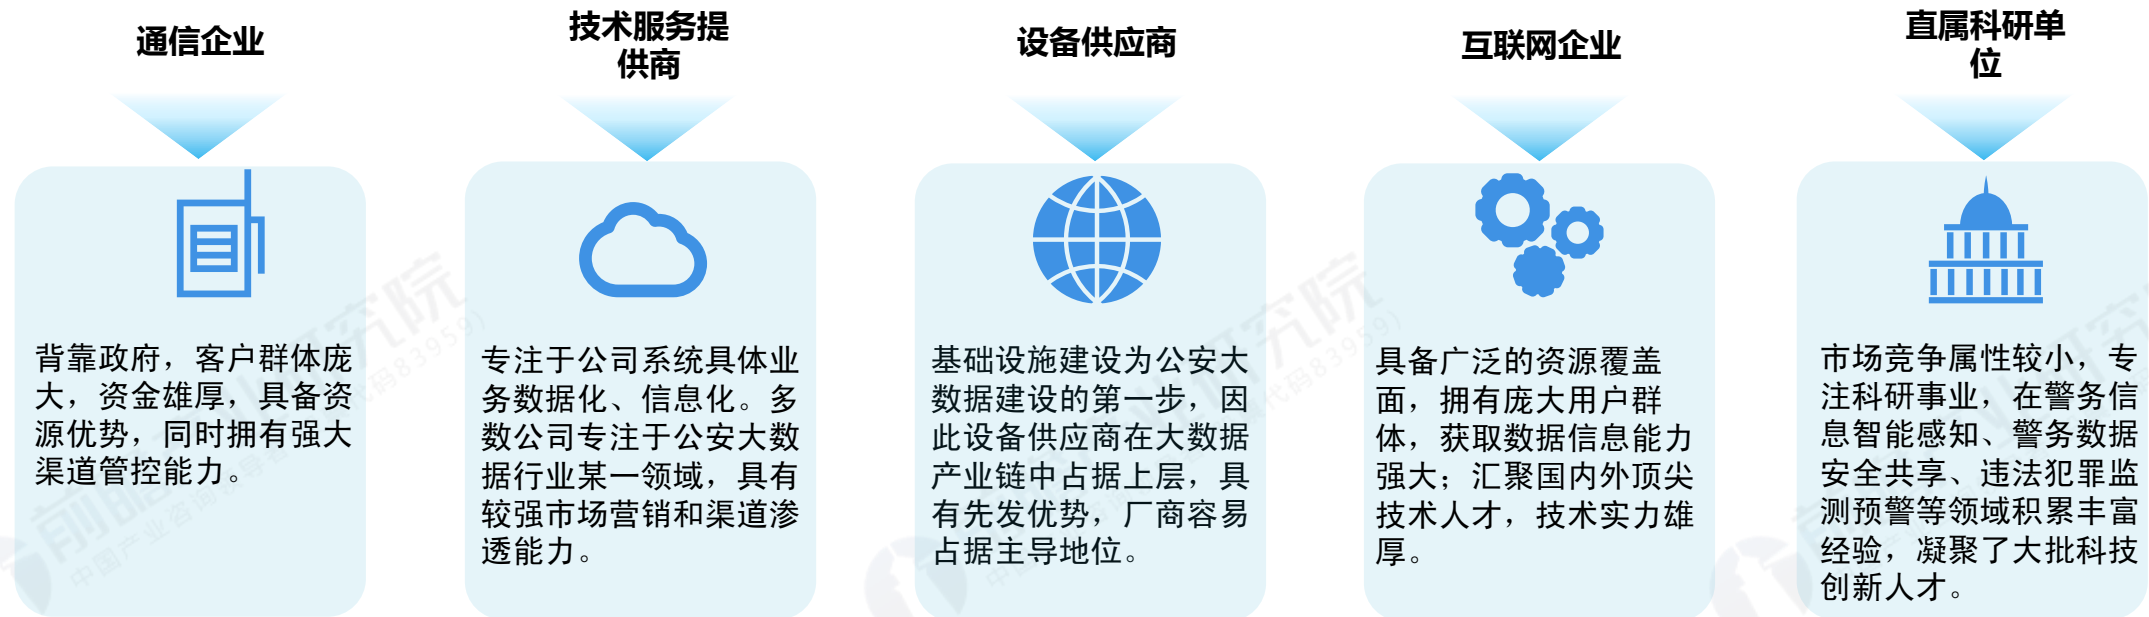 通信企业
背靠政府，客户群体庞
大，资金雄厚，具备资
源优势，同时拥有强大
渠道管控能力。
技术服务提
供商
专注于公司系统具体业
务数据化、信息化。多
数公司专注于公安大数
据行业某一领域，具有
较强市场营销和渠道渗
透能力。
设备供应商
基础设施建设为公安大
数据建设的第一步，因
此设备供应商在大数据
产业链中占据上层，具
有先发优势，厂商容易
占据主导地位。
互联网企业
具备广泛的资源覆盖
面，拥有庞大用户群
体，获取数据信息能力
强大；汇聚国内外顶尖
技术人才，技术实力雄
厚。
直属科研单
位
市场竞争属性较小，专
注科研事业，在警务信
息智能感知、警务数据
安全共享、违法犯罪监
测预警等领域积累丰富
经验，凝聚了大批科技
创新人才。
前瞻产业研究院